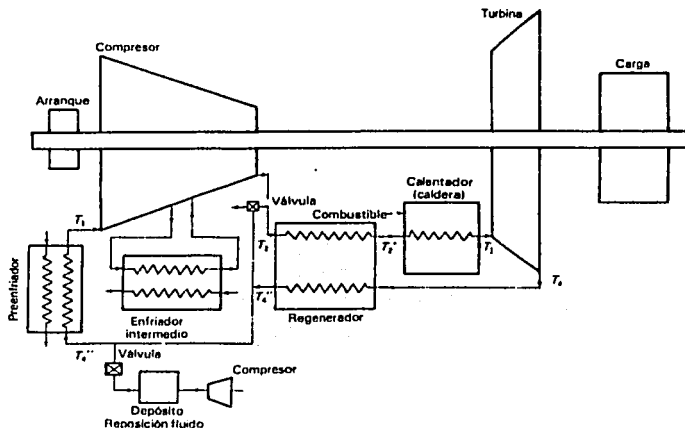 Turbina
Compresor
Carga
Arranque
Válvula
Combustible
Calentador
(caldera)
T₁
T₂
T₂'
T₃
T₄
T₄''
Regenerador
Preenfriador
Enfriador
intermedio
T₄''
Válvula
Compresor
Depósito
Reposición fluido